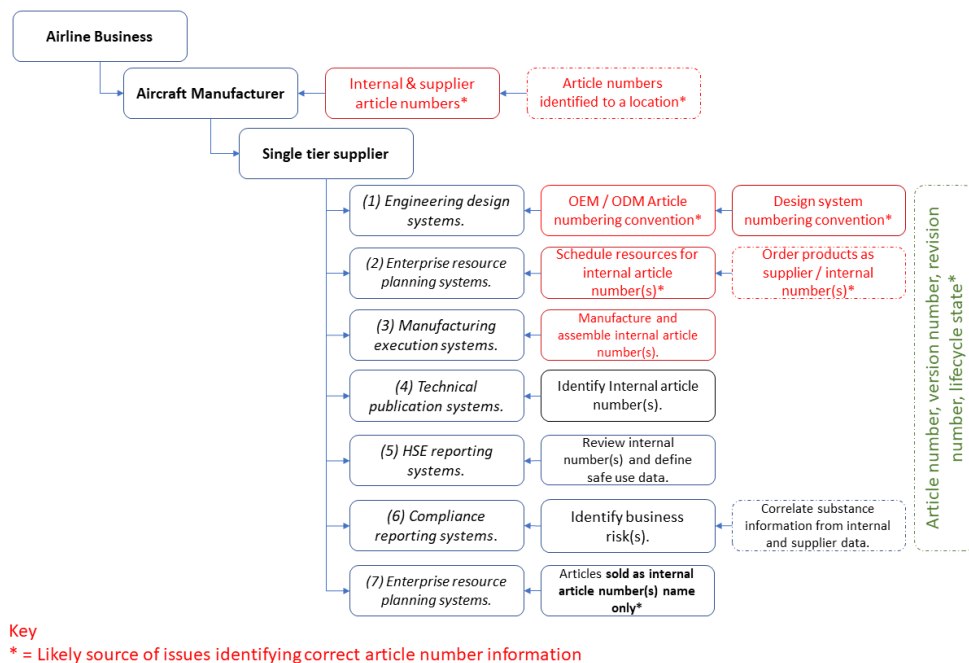 Airline Business
Aircraft Manufacturer
Internal & supplier
article numbers*
Article numbers
identified to a location*
Single tier supplier
(1) Engineering design
systems.
OEM / ODM Article
numbering convention*
Design system
numbering convention*
(2) Enterprise resource
planning systems.
Schedule resources for
internal article
number(s)*
Order products as
supplier / internal
number(s)*
(3) Manufacturing
execution systems.
Manufacture and
assemble internal article
number(s).
(4) Technical
publication systems.
Identify Internal article
number(s).
(5) HSE reporting
systems.
Review internal
number(s) and define
safe use data.
(6) Compliance
reporting systems.
Identify business
risk(s).
Correlate substance
information from internal
and supplier data.
(7) Enterprise resource
planning systems.
Articles sold as internal
article number(s) name
only*
Article number, version number, revision
number, lifecycle state*
Key
* = Likely source of issues identifying correct article number information